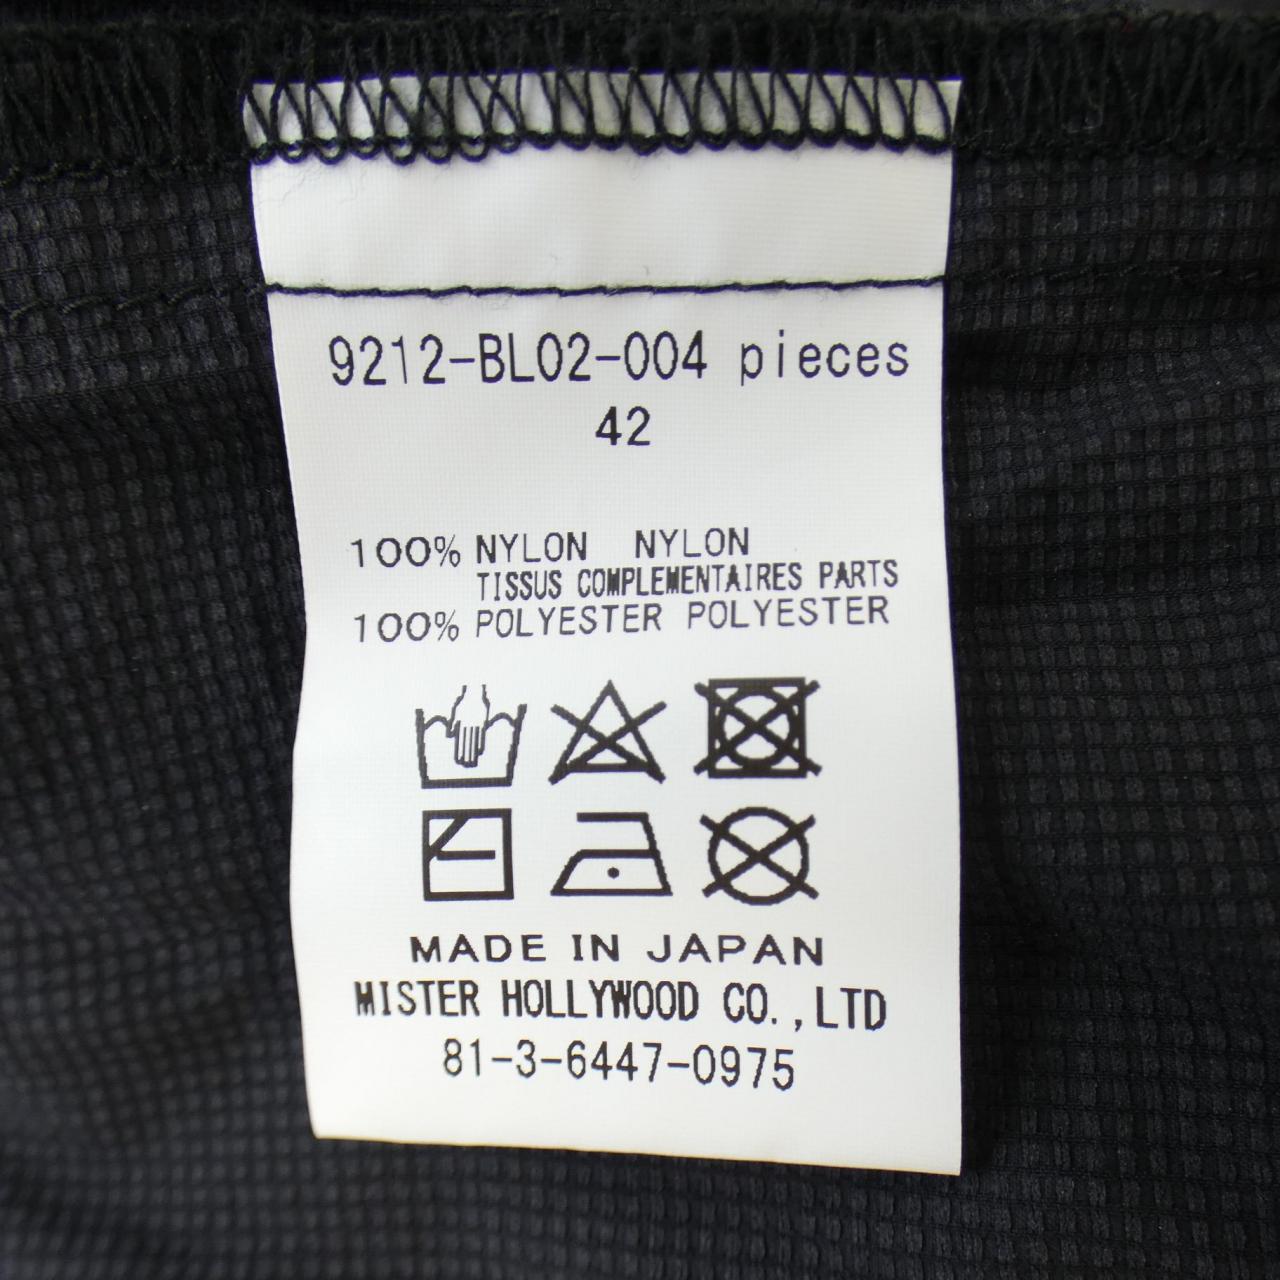 9212-BL02-004 pieces
42
100% NYLON NYLON
TISSUS COMPLEMENTAIRES PARTS
100% POLYESTER POLYESTER
MADE IN JAPAN
MISTER HOLLYWOOD CO.,LTD
81-3-6447-0975